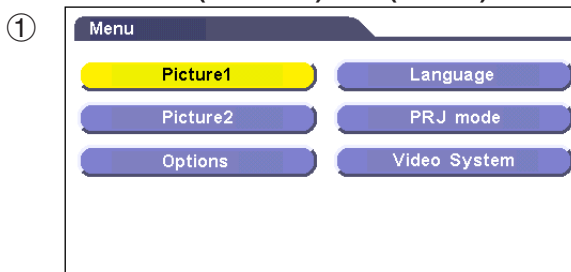 ①
Menu
Picture1
Language
Picture2
PRJ mode
Options
Video System